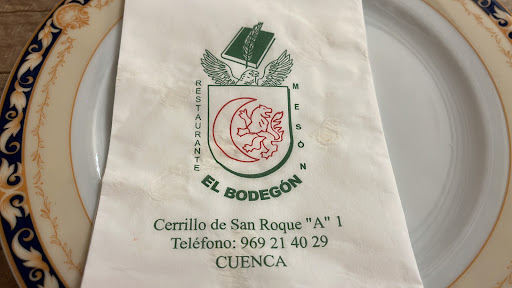 RESTAURANTE
MESÓN
EL BODEGÓN
Cerrillo de San Roque "A" 1
Teléfono: 969 21 40 29
CUENCA